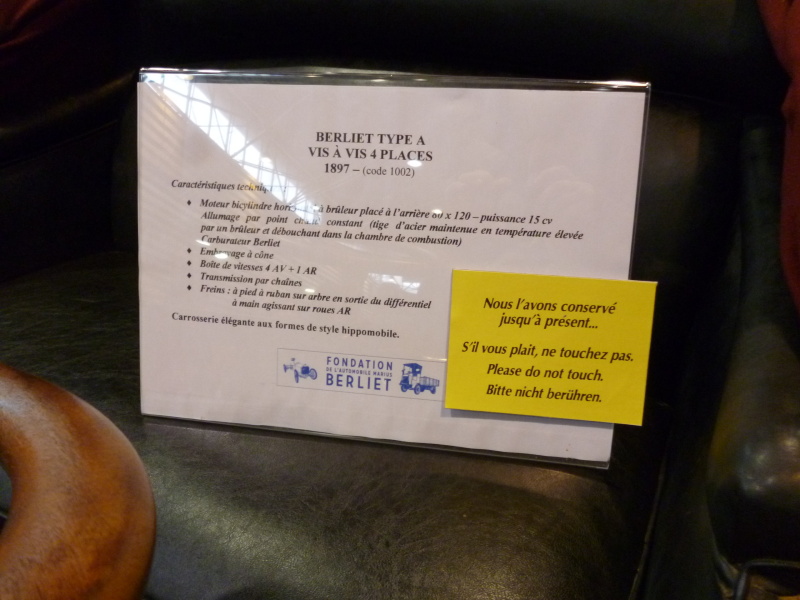 BERLIET TYPE A
VIS À VIS 4 PLACES
1897 – (code 1002)
Caractéristiques
♦ Moteur bicylindre à brûleur placé à l'arrière 80 x 120 – puissance 15 cv
Allumage par point chaud constant (tige d'acier maintenue en température élevée
par un brûleur et débouchant dans la chambre de combustion)
Carburateur Berliet
♦ Embrayage à cône
♦ Boîte de vitesses 4 AV + 1 AR
♦ Transmission par chaînes
♦ Freins : à pied à ruban sur arbre en sortie du différentiel
à main agissant sur roues AR
Carrosserie élégante aux formes de style hippomobile.
FONDATION
DE L'AUTOMOBILE MARIUS
BERLIET
Nous l'avons conservé
jusqu'à présent...
S'il vous plait, ne touchez pas.
Please do not touch.
Bitte nicht berühren.